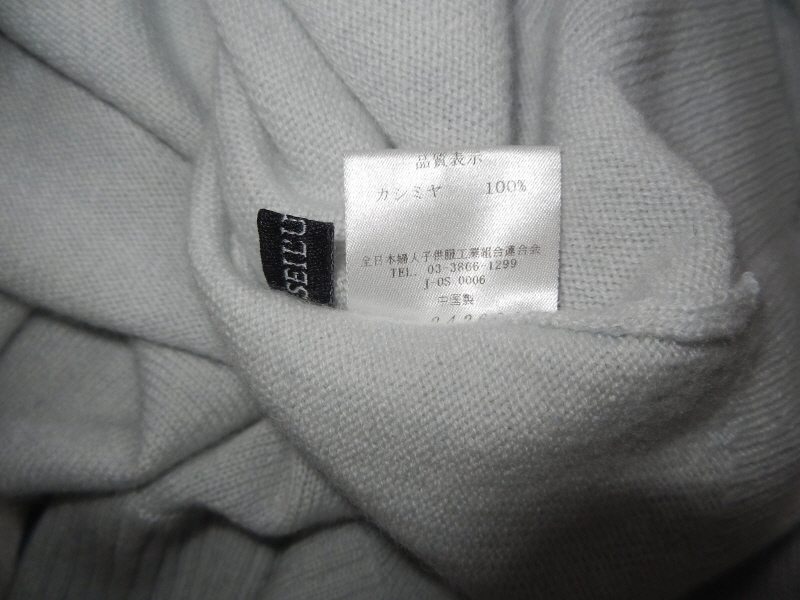 品質表示
カシミヤ 100%
全日本婦人子供服工業組合連合会
TEL. 03-3866-1299
J-OS 0006
中国製
SEILU